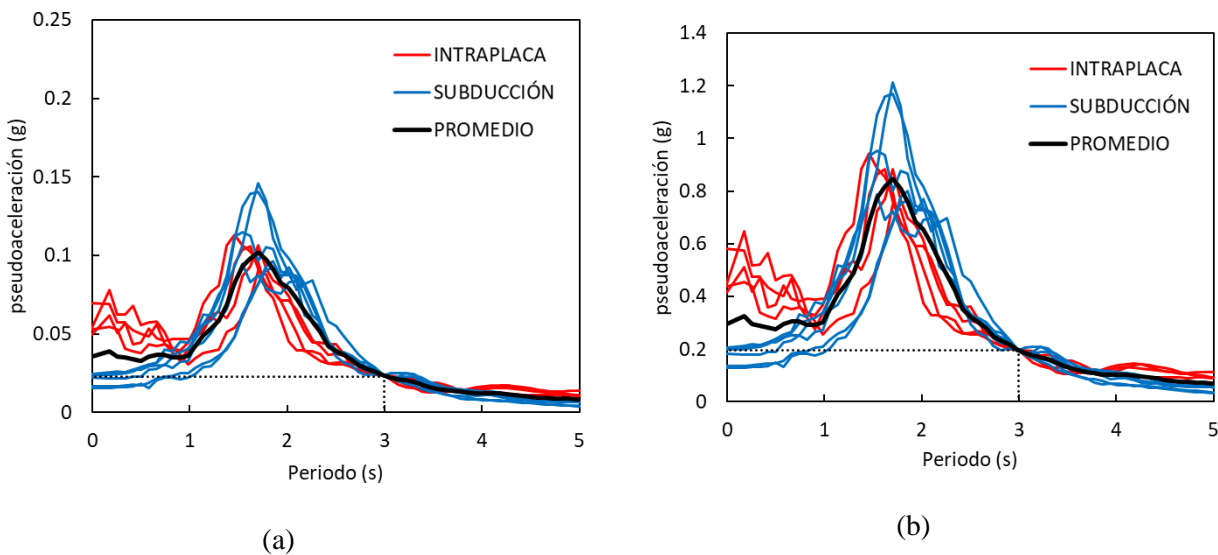 0.25
0.2
0.15
0.1
0.05
0
pseudoaceleración (g)
INTRAPLACA
SUBDUCCIÓN
PROMEDIO
0 1 2 3 4 5
Periodo (s)
(a)
1.4
1.2
1.0
0.8
0.6
0.4
0.2
0
pseudoaceleración (g)
INTRAPLACA
SUBDUCCIÓN
PROMEDIO
0 1 2 3 4 5
Periodo (s)
(b)